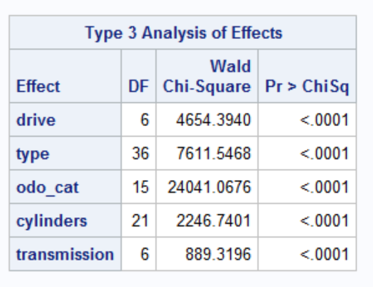 Type 3 Analysis of Effects
Effect DF Wald Chi-Square Pr > ChiSq
drive 6 4654.3940 <.0001
type 36 7611.5468 <.0001
odo_cat 15 24041.0676 <.0001
cylinders 21 2246.7401 <.0001
transmission 6 889.3196 <.0001